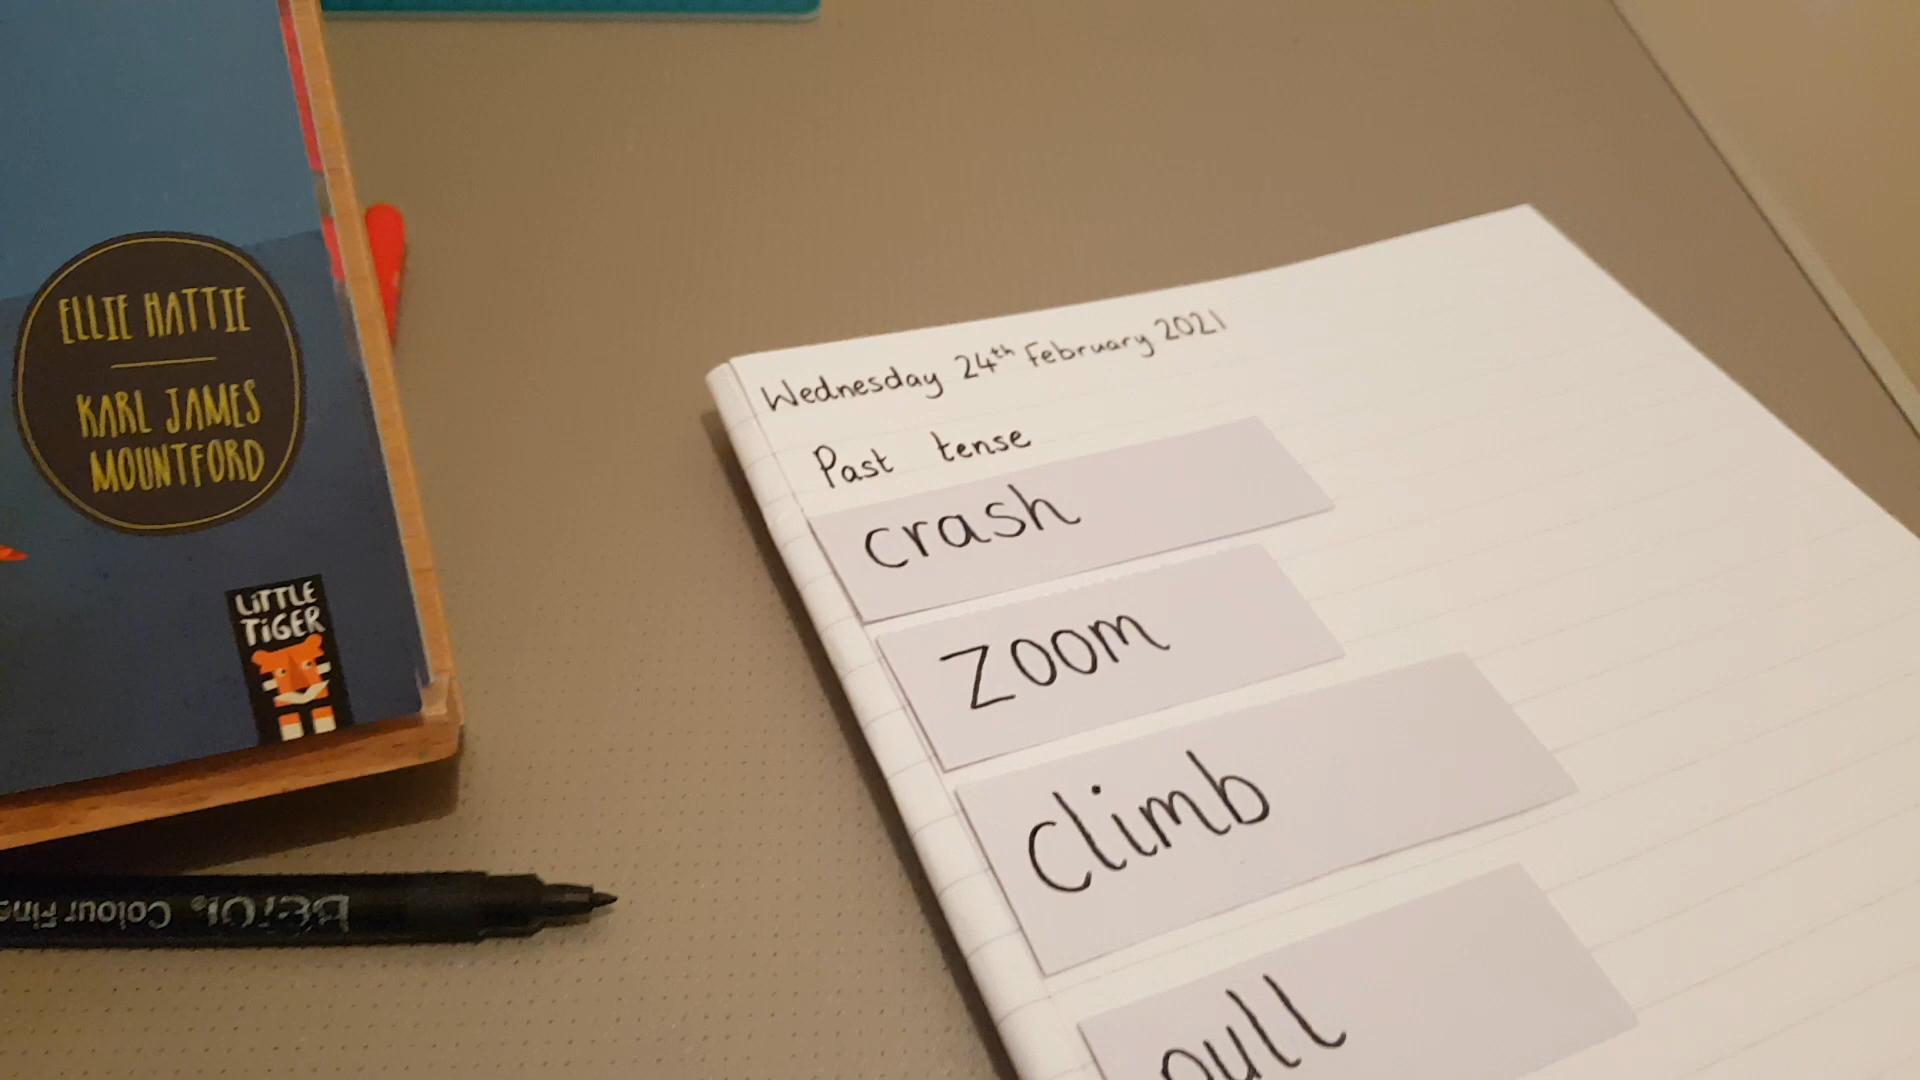 ELLIE HATTIE
KARL JAMES
MOUNTFORD
LITTLE
TIGER
Berol. Colour Fine
Wednesday 24th February 2021
Past tense
crash
zoom
climb
pull